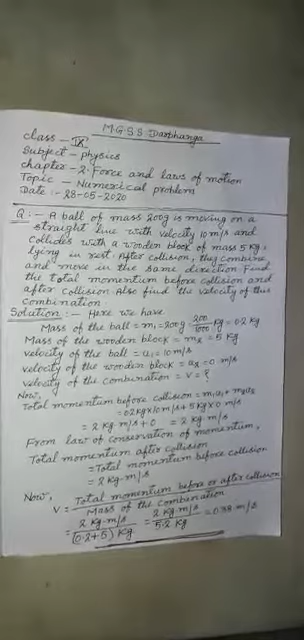 M.G.S.S Darbhanga
class - IX
Subject - physics
chapter - 2. Force and laws of motion
Topic - Numerical problem
Date :- 28-05-2020
Q:- A ball of mass 200g is moving on a
straight line with velocity 10 m/s and
Collides with a wooden block of mass 5 Kg
lying in rest. After collision, they combine
and move in the same direction Find
the total momentum before collision and
after collision. Also find the velocity of this
combination.
Solution :- Here we have
Mass of the ball = m₁ = 200g = 200/1000 Kg = 0.2 Kg
Mass of the wooden block = m₂ = 5 Kg
velocity of the ball = u₁ = 10 m/s
velocity of the wooden block = u₂ = 0 m/s
velocity of the combination = v = ?
Now,
Total momentum before collision = m₁u₁ + m₂u₂
= 0.2 Kg x 10 m/s + 5 Kg x 0 m/s
= 2 Kg.m/s + 0 = 2 Kg.m/s
From law of conservation of momentum,
Total momentum after collision
= Total momentum before collision
= 2 Kg-m/s
Now,
V = Total momentum before or after collision / Mass of the combination
= 2 Kg.m/s / (0.2+5) Kg = 2 Kg.m/s / 5.2 Kg = 0.38 m/s